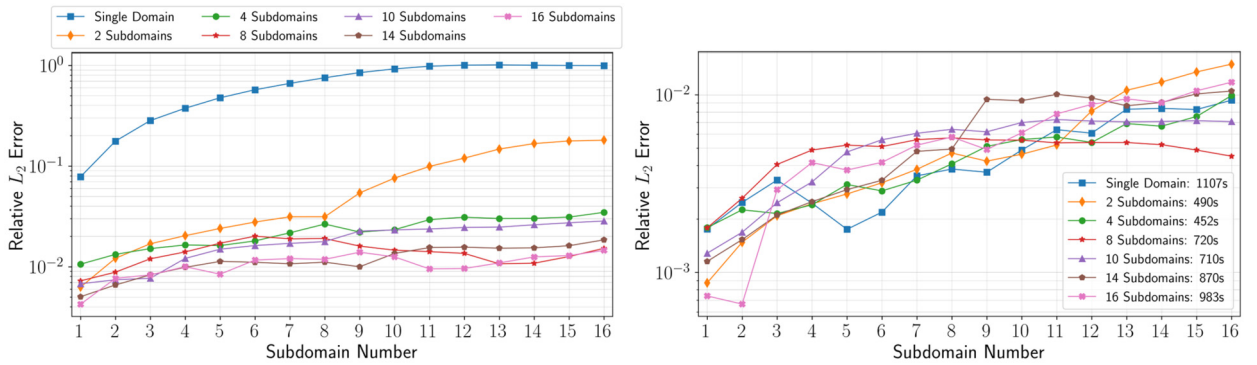 Single Domain
4 Subdomains
10 Subdomains
16 Subdomains
2 Subdomains
8 Subdomains
14 Subdomains
10^0
10^-1
10^-2
Relative L_2 Error
1 2 3 4 5 6 7 8 9 10 11 12 13 14 15 16
Subdomain Number
10^-2
10^-3
Relative L_2 Error
Single Domain: 1107s
2 Subdomains: 490s
4 Subdomains: 452s
8 Subdomains: 720s
10 Subdomains: 710s
14 Subdomains: 870s
16 Subdomains: 983s
1 2 3 4 5 6 7 8 9 10 11 12 13 14 15 16
Subdomain Number